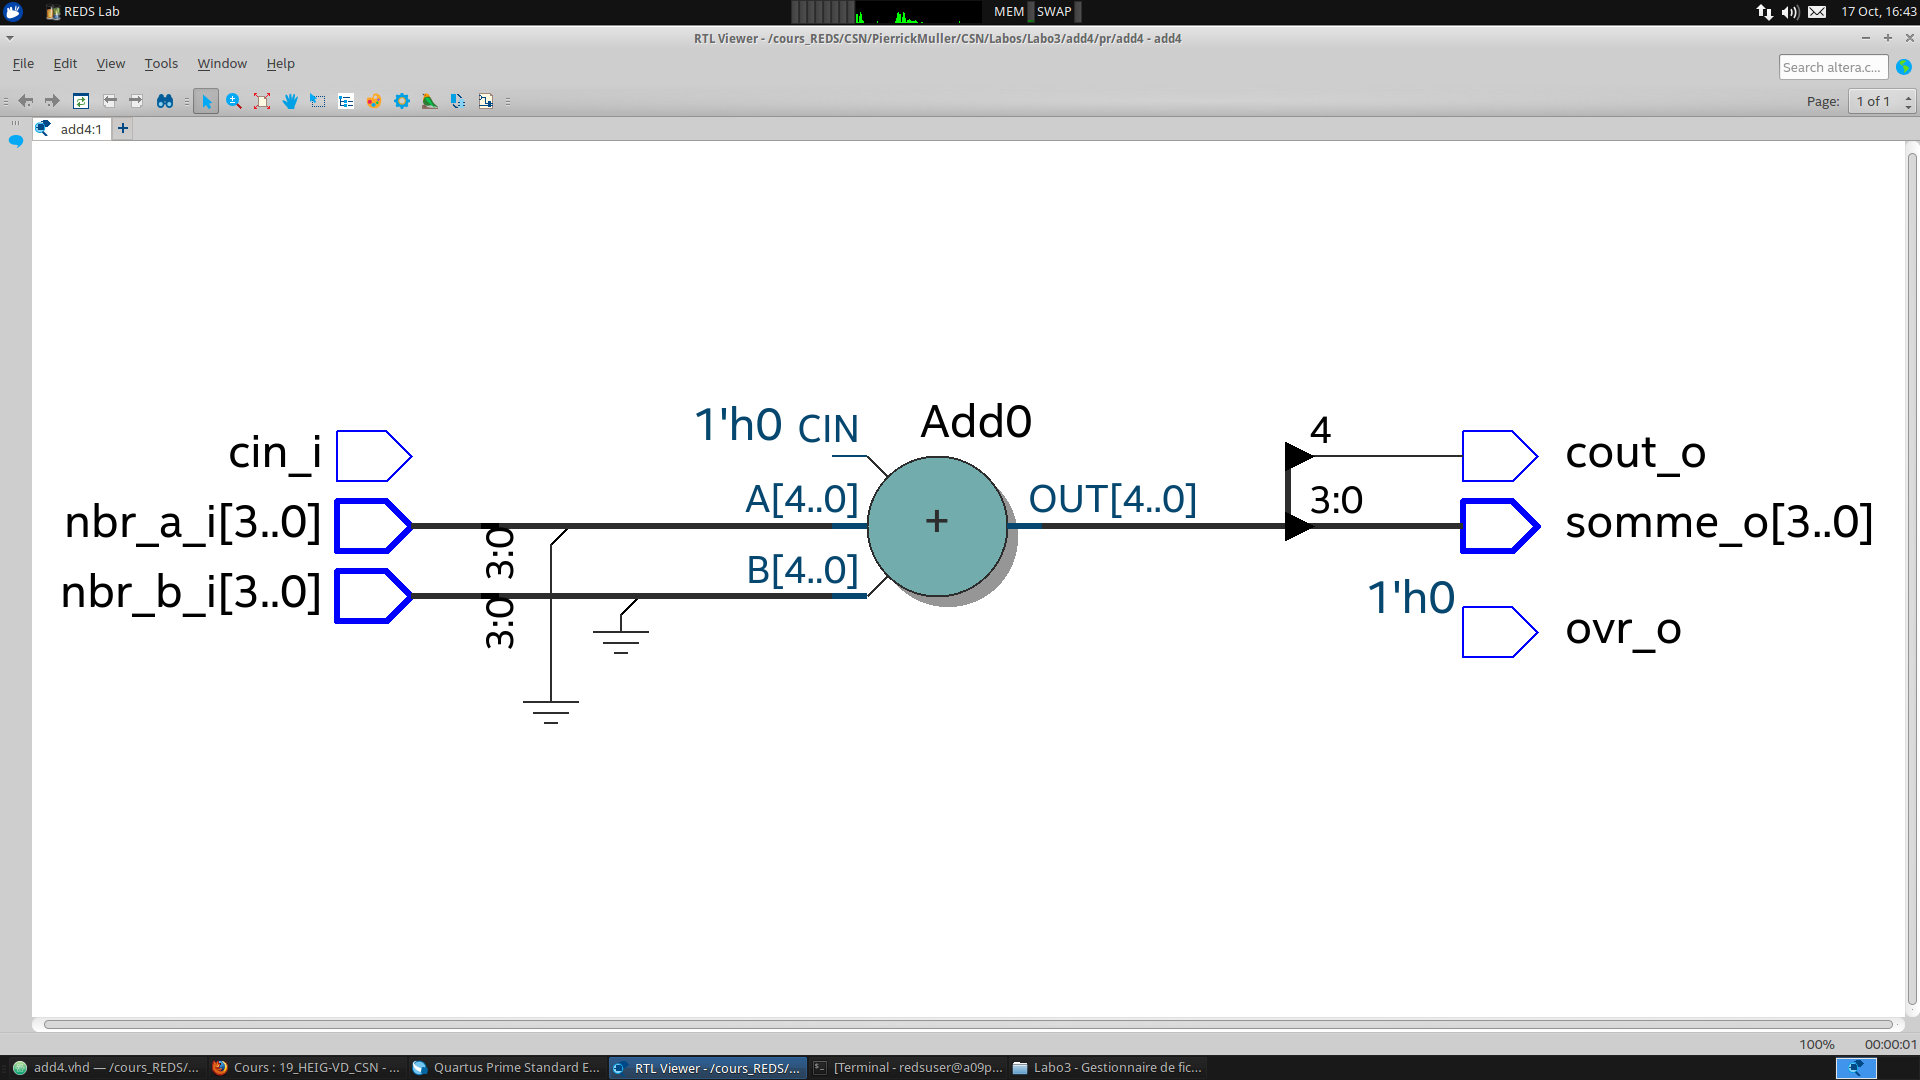 REDS Lab
MEM SWAP
17 Oct, 16:43
RTL Viewer - /cours_REDS/CSN/PierrickMuller/CSN/Labos/Labo3/add4/pr/add4 - add4
File Edit View Tools Window Help
Search altera.c...
Page: 1 of 1
add4:1
1'h0 CIN Add0 4
cin_i cout_o
A[4..0] OUT[4..0] 3:0
nbr_a_i[3..0] + somme_o[3..0]
3:0
B[4..0]
nbr_b_i[3..0] 1'h0
3:0
ovr_o
100% 00:00:01
add4.vhd — /cours_REDS/... Cours : 19_HEIG-VD_CSN - ... Quartus Prime Standard E... RTL Viewer - /cours_REDS/... [Terminal - redsuser@a09p... Labo3 - Gestionnaire de fic...